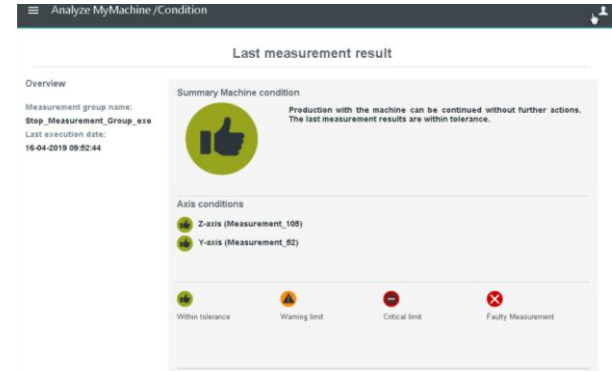 Analyze MyMachine /Condition
Last measurement result
Overview
Measurement group name:
Stop_Measurement_Group_exe
Last execution date:
16-04-2019 09:52:44
Summary Machine condition
Production with the machine can be continued without further actions.
The last measurement results are within tolerance.
Axis conditions
Z-axis (Measurement_105)
Y-axis (Measurement_52)
Within tolerance
Warning limit
Critical limit
Faulty Measurement